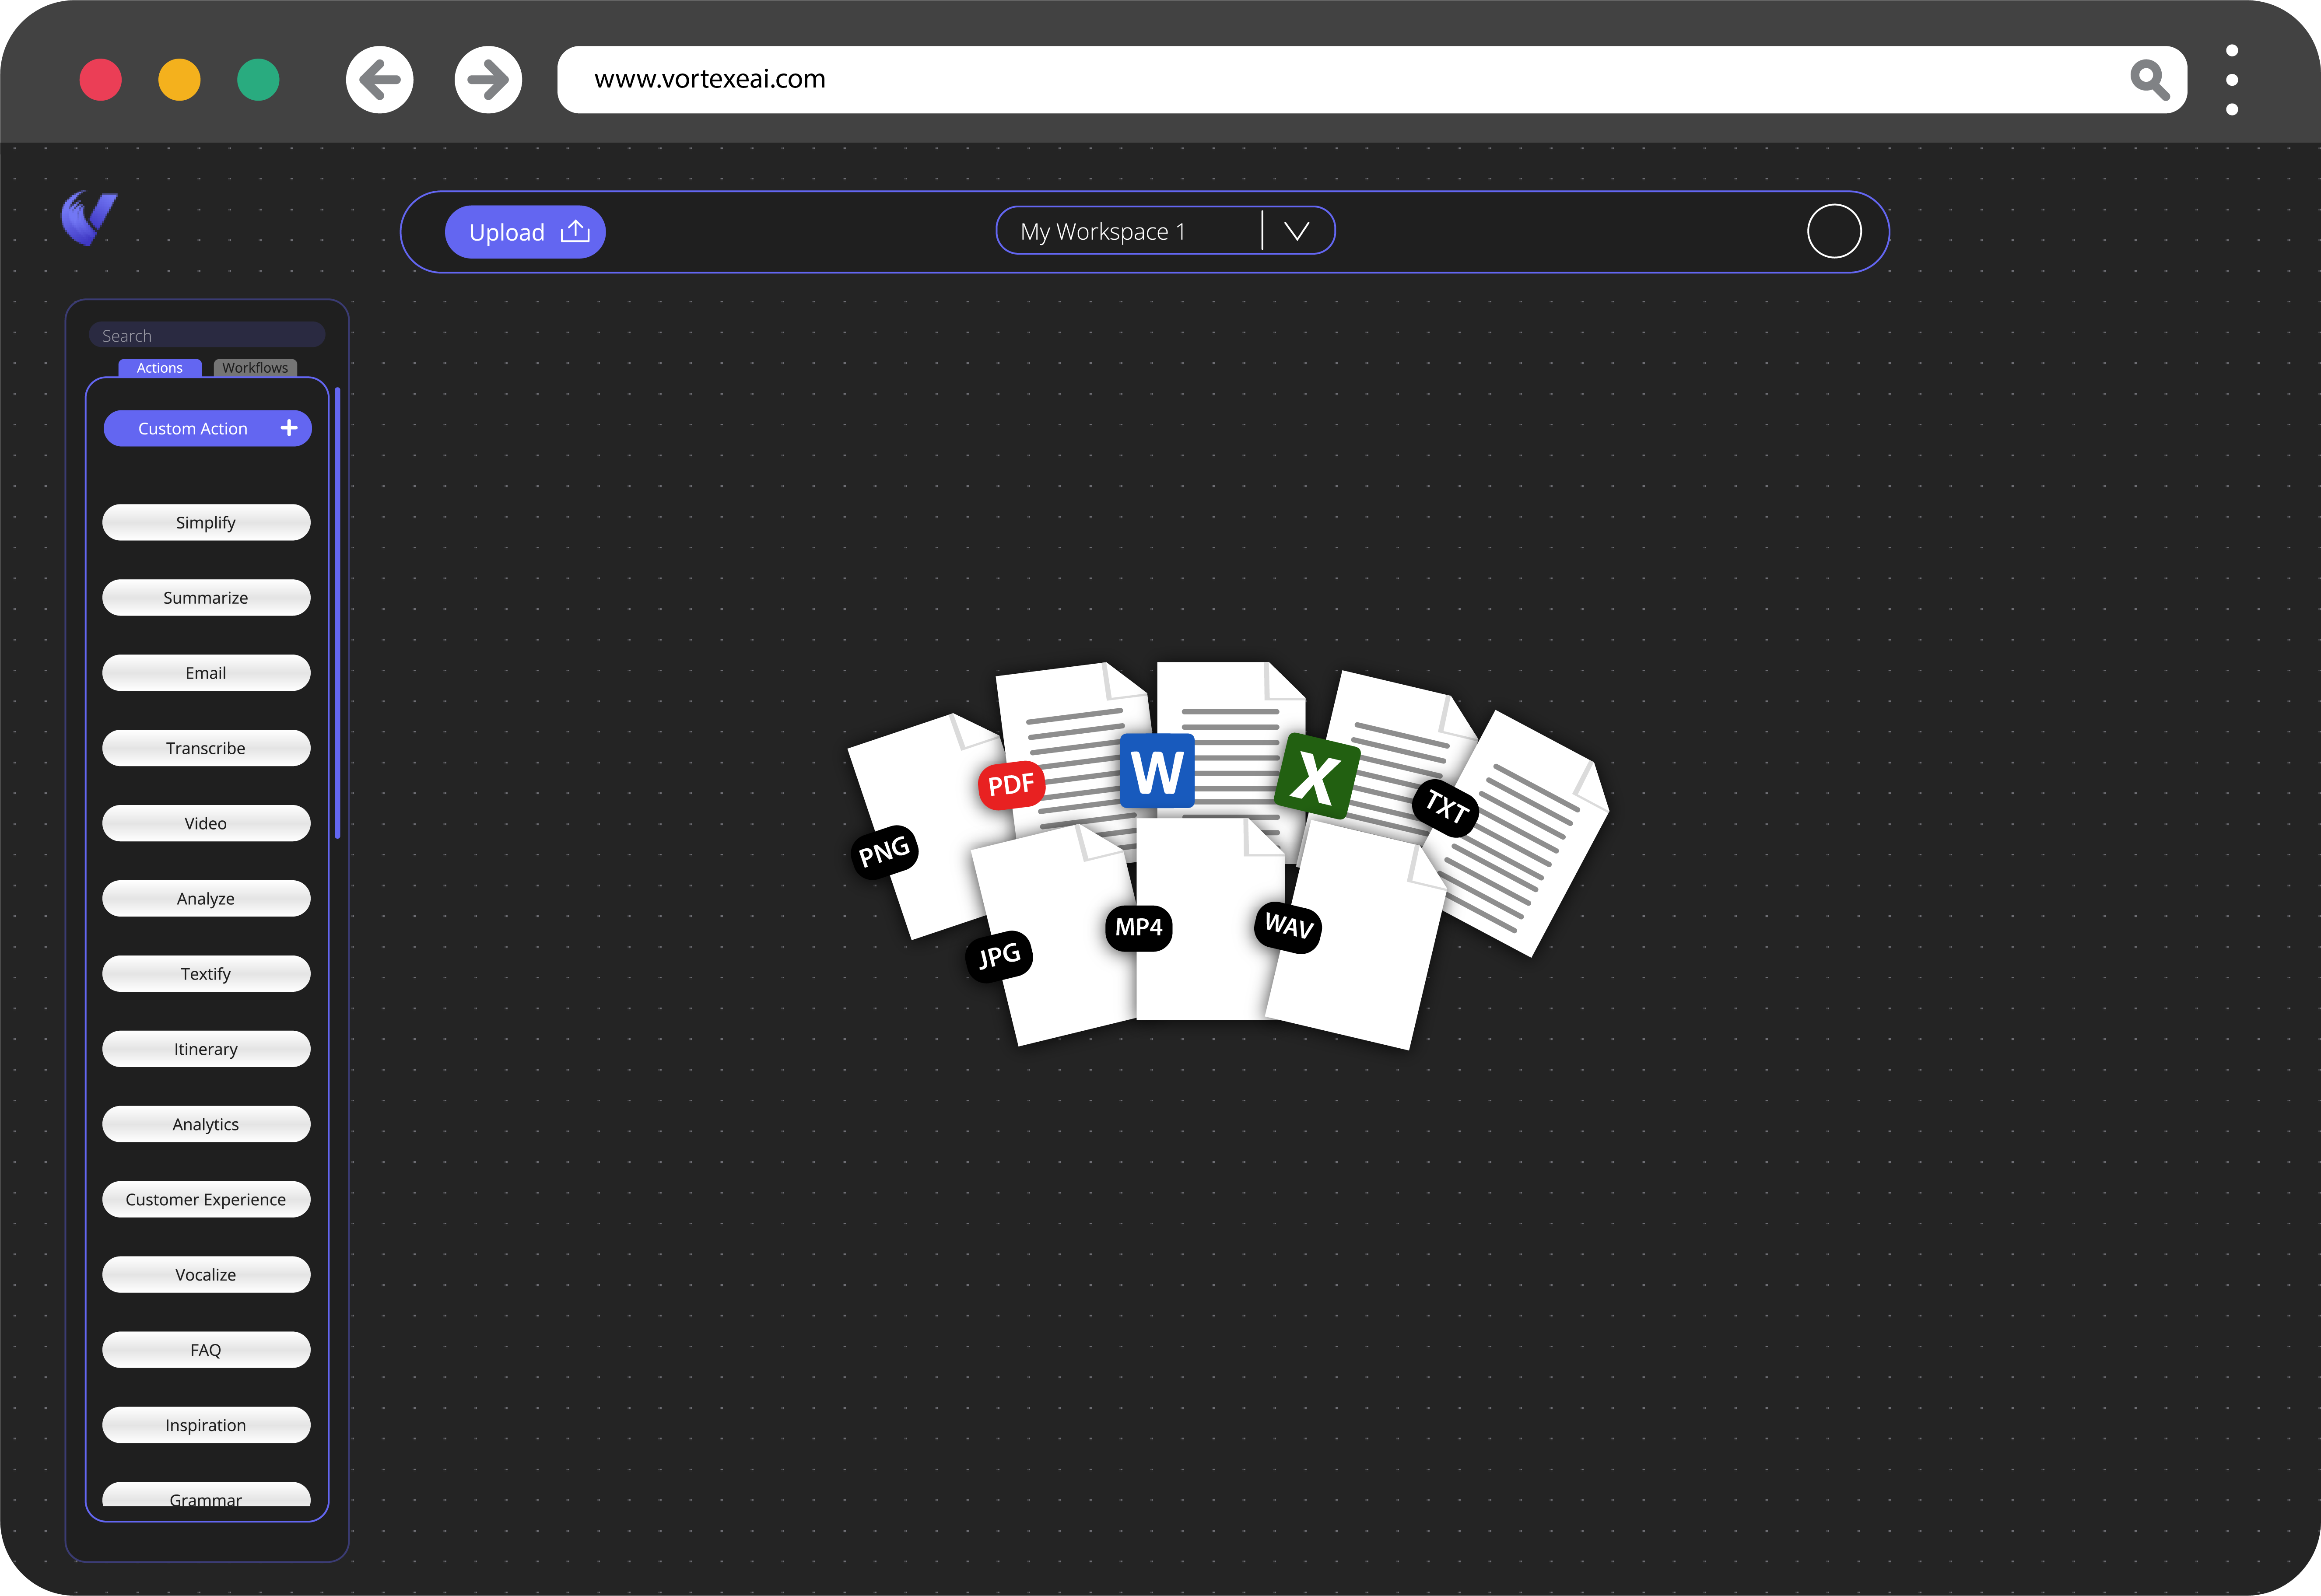 www.vortexeai.com
Upload
My Workspace 1
Search
Actions
Workflows
Custom Action +
Simplify
Summarize
Email
Transcribe
Video
Analyze
Textify
Itinerary
Analytics
Customer Experience
Vocalize
FAQ
Inspiration
Grammar
PNG
PDF
W
X
TXT
JPG
MP4
WAV